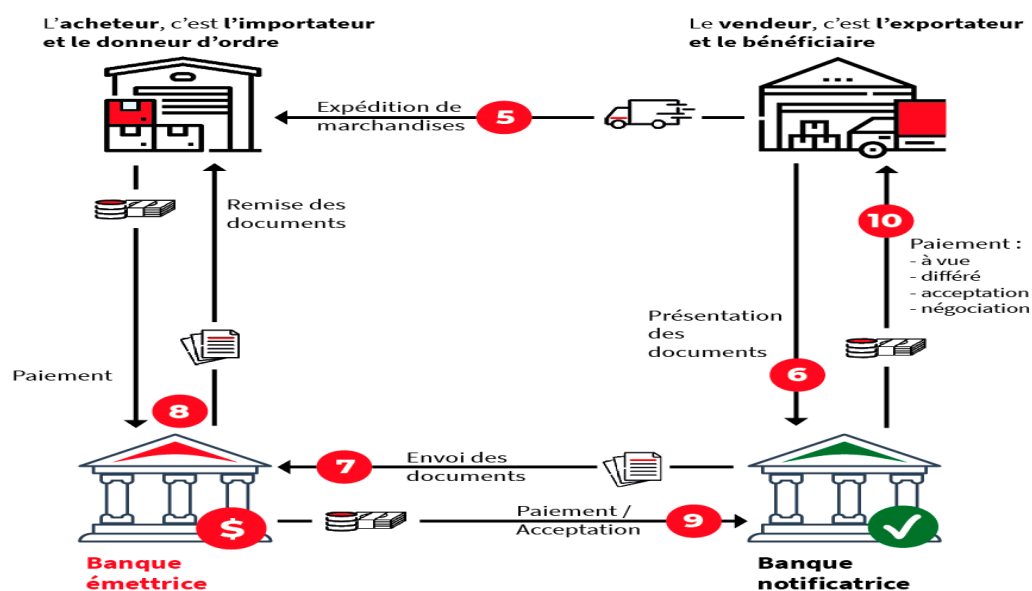 L'acheteur, c'est l'importateur
et le donneur d'ordre
Le vendeur, c'est l'exportateur
et le bénéficiaire
Expédition de
marchandises
5
Remise des
documents
10
Paiement :
- à vue
- différé
- acceptation
- négociation
Présentation
des
documents
6
Paiement
8
7
Envoi des
documents
Paiement /
Acceptation
9
$
Banque
émettrice
Banque
notificatrice